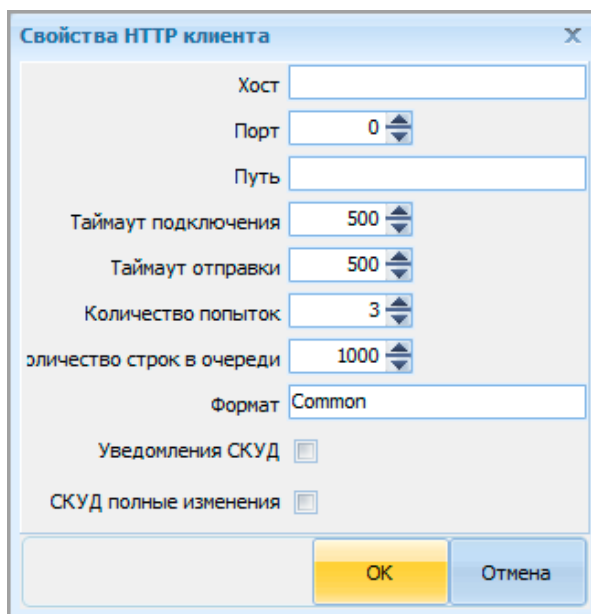 Свойства HTTP клиента
Хост
Порт 0
Путь
Таймаут подключения 500
Таймаут отправки 500
Количество попыток 3
оличество строк в очереди 1000
Формат Common
Уведомления СКУД
СКУД полные изменения
ОК Отмена